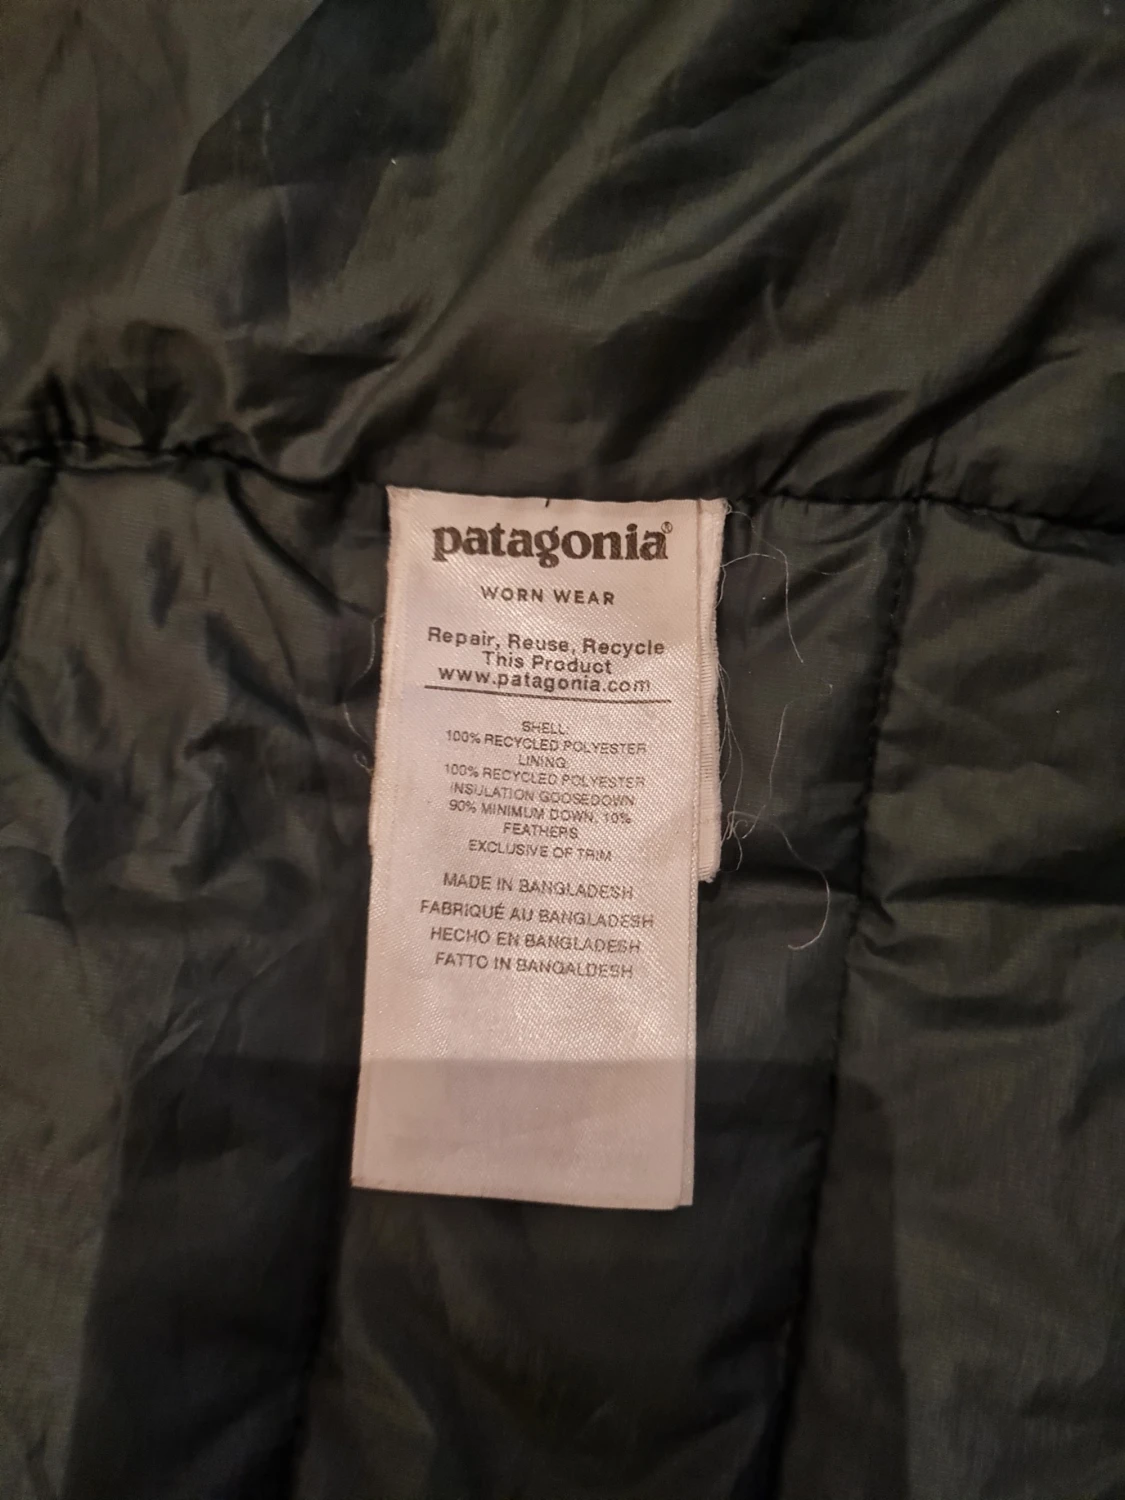 patagonia®
WORN WEAR
Repair, Reuse, Recycle
This Product
www.patagonia.com
SHELL:
100% RECYCLED POLYESTER
LINING:
100% RECYCLED POLYESTER
INSULATION GOOSEDOWN
90% MINIMUM DOWN, 10%
FEATHERS
EXCLUSIVE OF TRIM
MADE IN BANGLADESH
FABRIQUÉ AU BANGLADESH
HECHO EN BANGLADESH
FATTO IN BANGALDESH